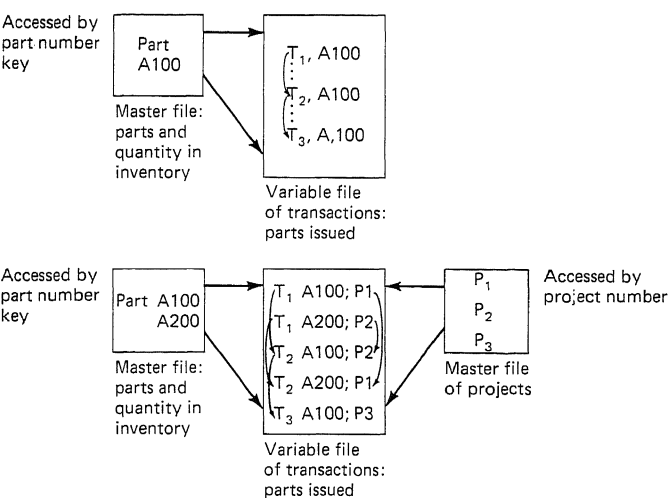 Accessed by
part number
key
Part
A100
Master file:
parts and
quantity in
inventory
T1, A100
T2, A100
T3, A,100
Variable file
of transactions:
parts issued
Accessed by
part number
key
Part A100
A200
Master file:
parts and
quantity in
inventory
T1 A100; P1
T1 A200; P2
T2 A100; P2
T2 A200; P1
T3 A100; P3
Variable file
of transactions:
parts issued
P1
P2
P3
Master file
of projects
Accessed by
project number